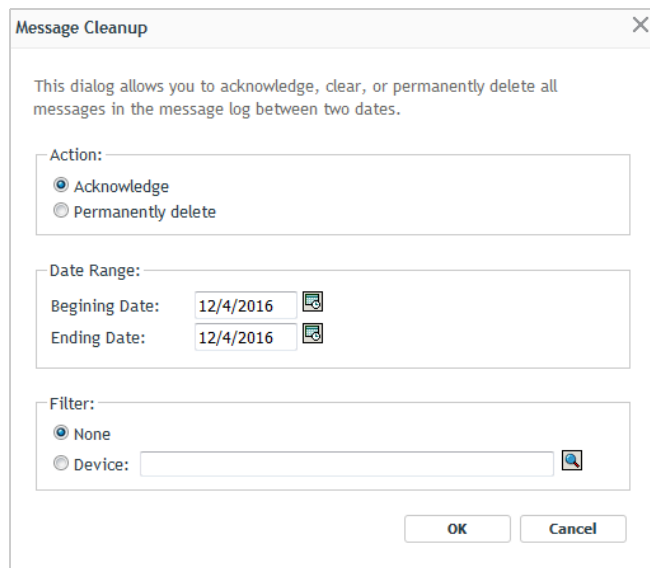 Message Cleanup
This dialog allows you to acknowledge, clear, or permanently delete all
messages in the message log between two dates.
Action:
Acknowledge
Permanently delete
Date Range:
Begining Date: 12/4/2016
Ending Date: 12/4/2016
Filter:
None
Device:
OK Cancel